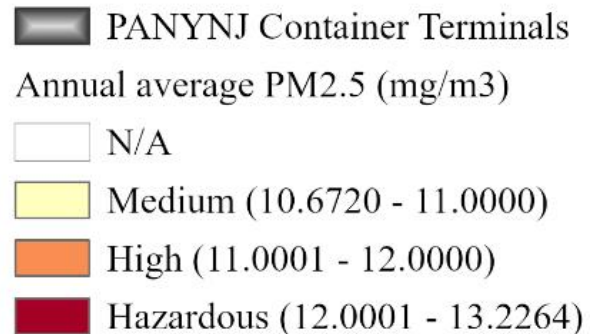 PANYNJ Container Terminals
Annual average PM2.5 (mg/m3)
N/A
Medium (10.6720 - 11.0000)
High (11.0001 - 12.0000)
Hazardous (12.0001 - 13.2264)